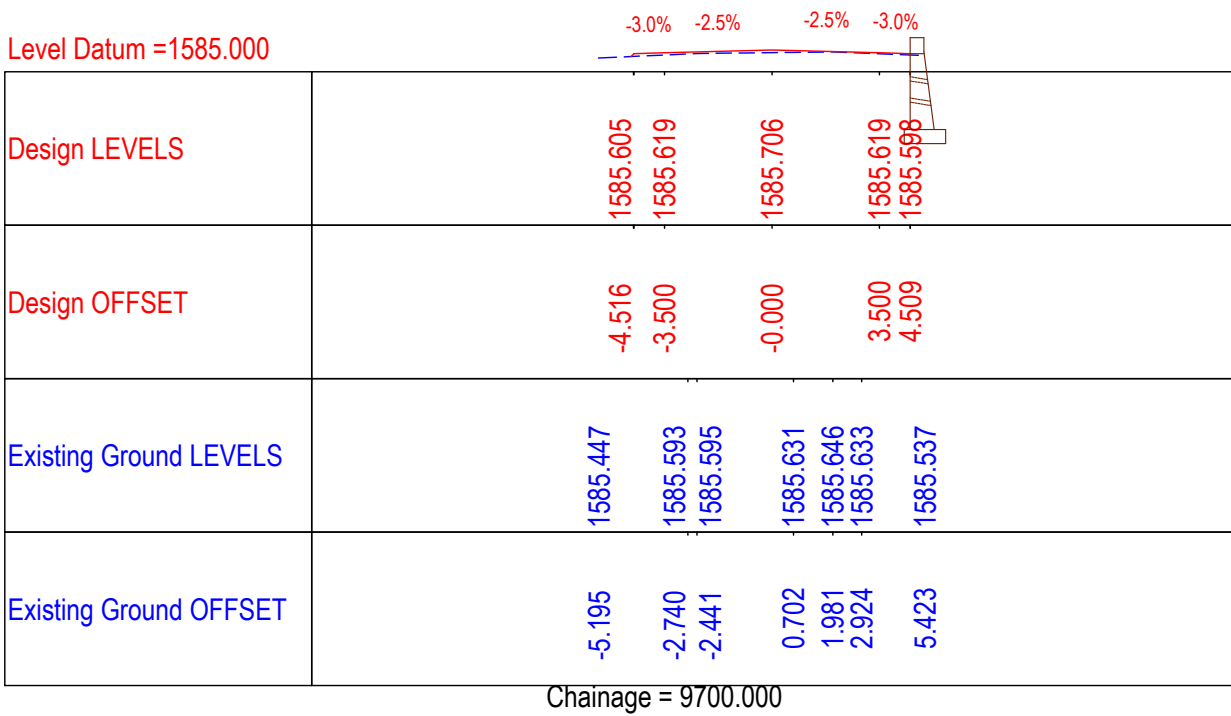 -3.0% -2.5% -2.5% -3.0%
Level Datum =1585.000
Design LEVELS 1585.605 1585.619 1585.706 1585.619 1585.598
Design OFFSET -4.516 -3.500 -0.000 3.500 4.509
Existing Ground LEVELS 1585.447 1585.593 1585.595 1585.631 1585.646 1585.633 1585.537
Existing Ground OFFSET -5.195 -2.740 -2.441 0.702 1.981 2.924 5.423
Chainage = 9700.000